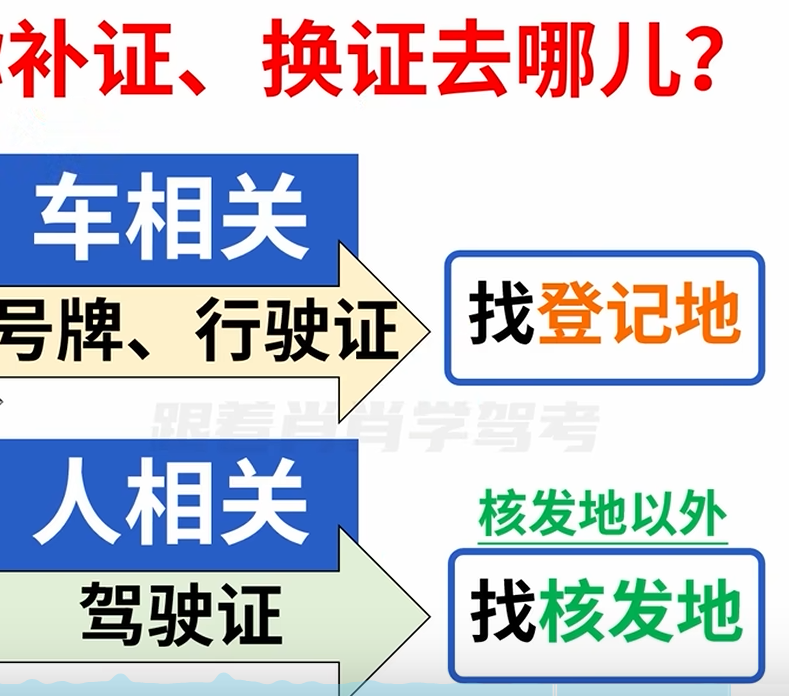 补证、换证去哪儿？
车相关
号牌、行驶证
找登记地
跟着肖肖学驾考
人相关
核发地以外
驾驶证
找核发地